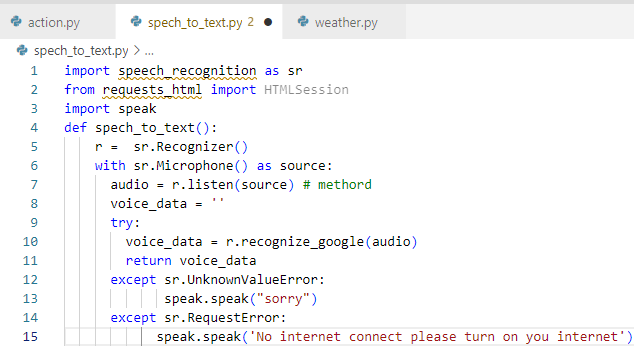 action.py spech_to_text.py 2 ● weather.py
spech_to_text.py > ...
1 import speech_recognition as sr
2 from requests_html import HTMLSession
3 import speak
4 def spech_to_text():
5     r =  sr.Recognizer()
6     with sr.Microphone() as source:
7       audio = r.listen(source) # methord
8       voice_data = ''
9       try:
10         voice_data = r.recognize_google(audio)
11         return voice_data
12       except sr.UnknownValueError:
13              speak.speak("sorry")
14       except sr.RequestError:
15             speak.speak('No internet connect please turn on you internet')